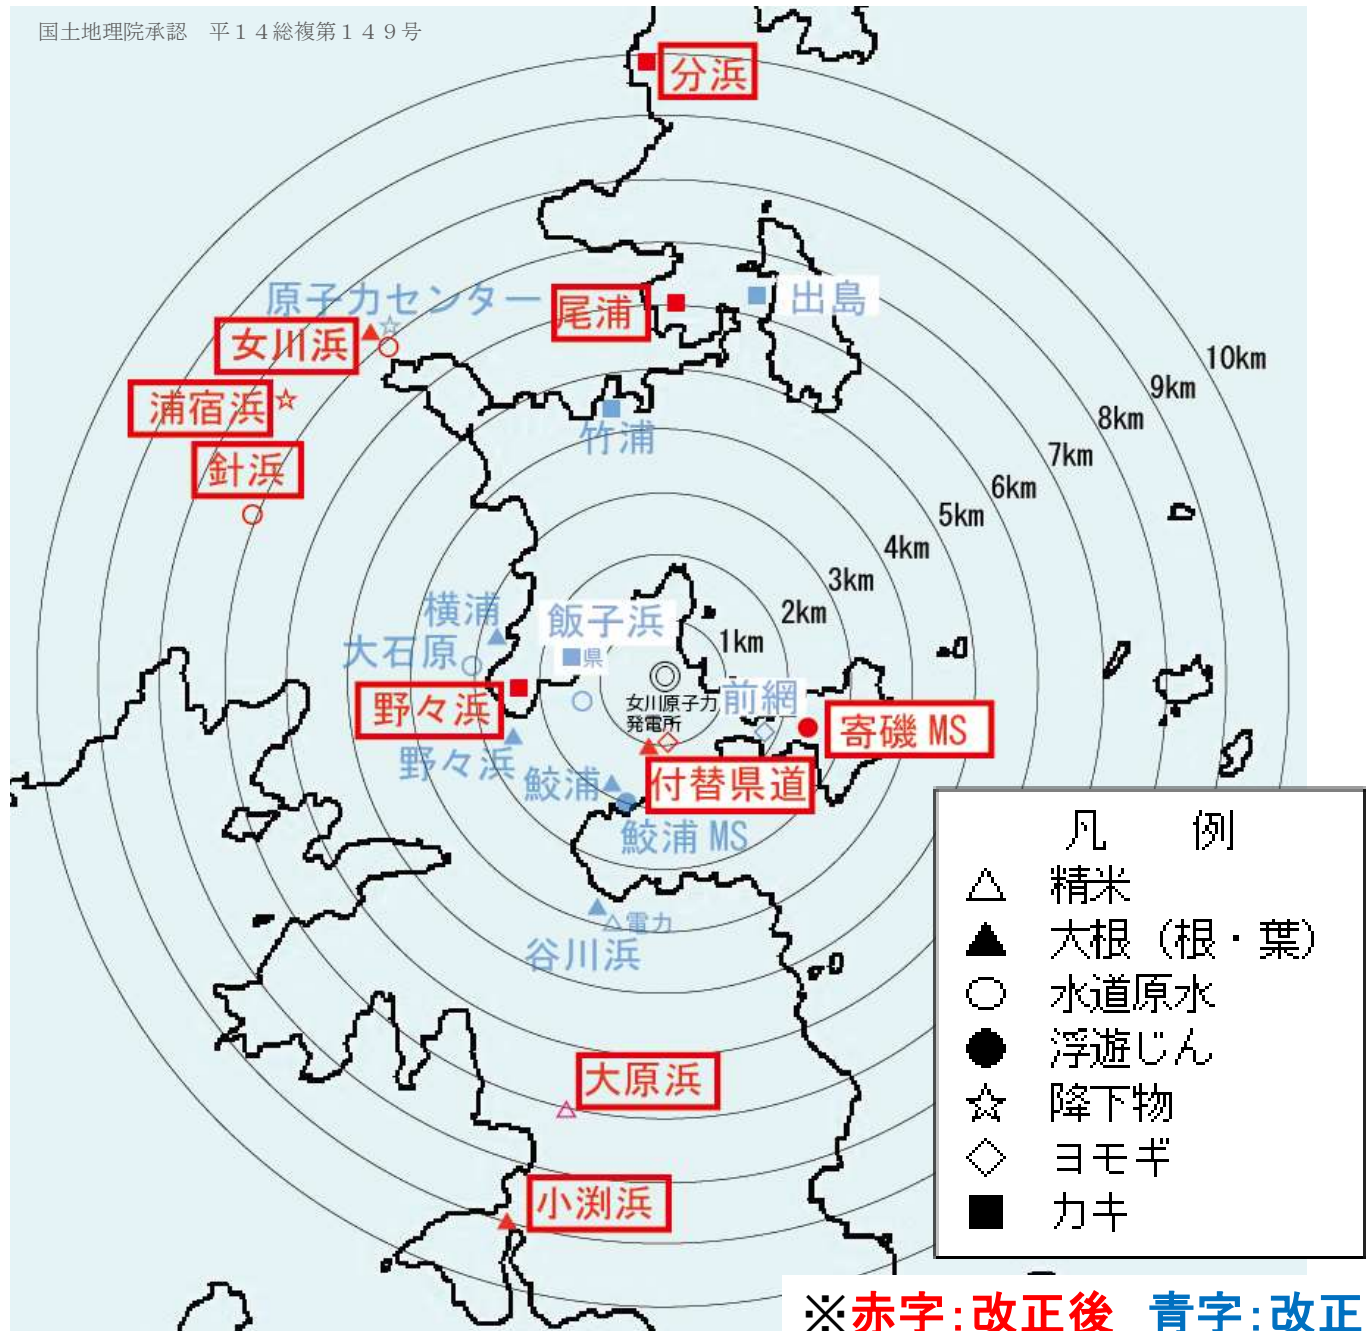 国土地理院承認　平１４総複第１４９号
分浜
原子力センター
尾浦
出島
女川浜
10km
9km
浦宿浜
8km
竹浦
7km
針浜
6km
5km
4km
3km
横浦
飯子浜
2km
1km
大石原
県
野々浜
女川原子力
発電所
前網
寄磯 MS
野々浜
鮫浦
付替県道
鮫浦 MS
電力
谷川浜
大原浜
小渕浜
凡　例
△ 精米
▲ 大根（根・葉）
○ 水道原水
● 浮遊じん
☆ 降下物
◇ ヨモギ
■ カキ
※赤字：改正後　青字：改正